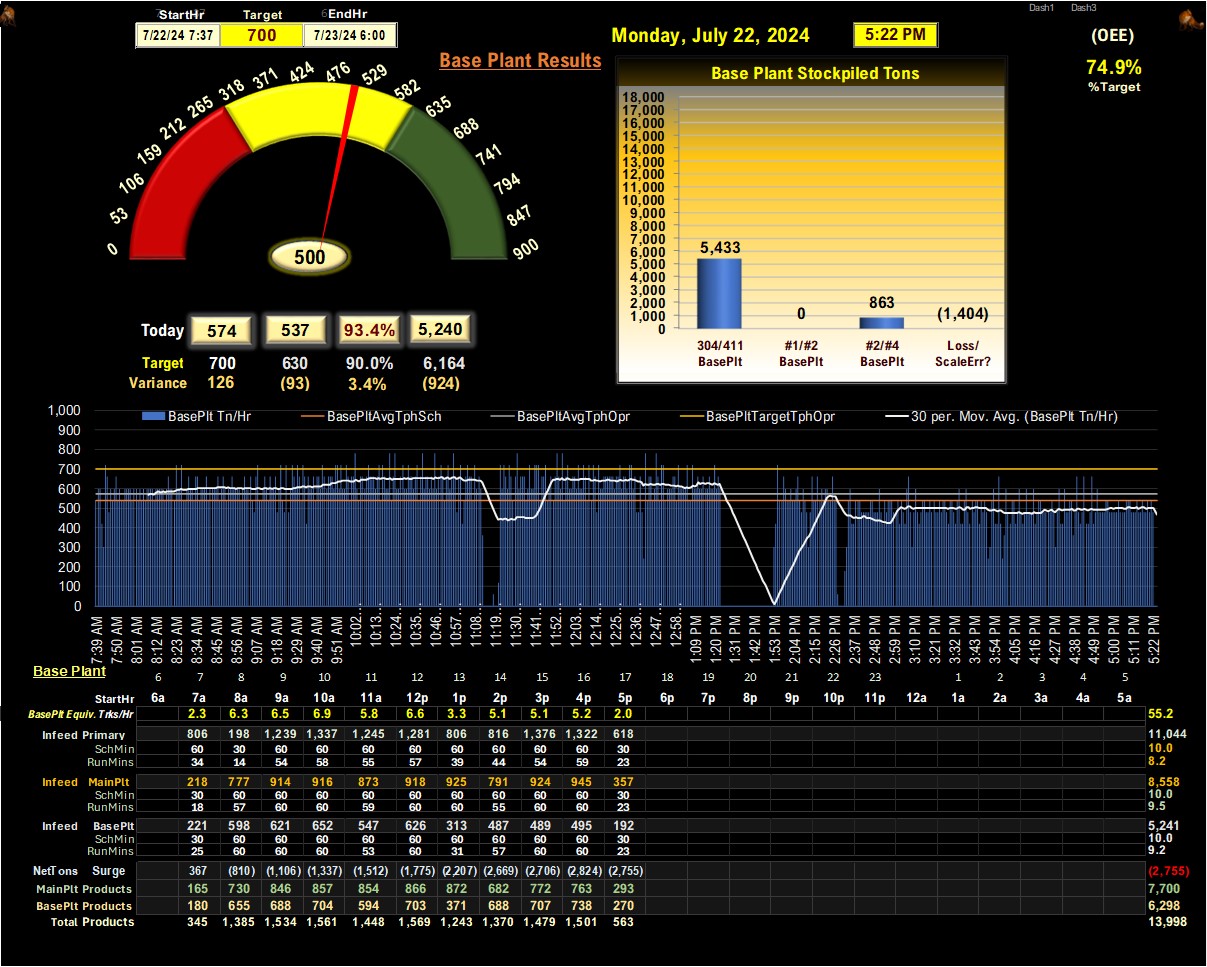 Dash1 Dash3
StartHr Target EndHr
7/22/24 7:37 700 7/23/24 6:00
Monday, July 22, 2024 5:22 PM (OEE)
74.9%
%Target
Base Plant Results
0 53 106 159 212 265 318 371 424 476 529 582 635 688 741 794 847 900
500
Today 574 537 93.4% 5,240
Target 700 630 90.0% 6,164
Variance 126 (93) 3.4% (924)
Base Plant Stockpiled Tons
18,000
17,000
16,000
15,000
14,000
13,000
12,000
11,000
10,000
9,000
8,000
7,000
6,000
5,000
4,000
3,000
2,000
1,000
0
5,433 0 863 (1,404)
304/411 #1/#2 #2/#4 Loss/
BasePlt BasePlt BasePlt ScaleErr?
BasePlt Tn/Hr BasePltAvgTphSch BasePltAvgTphOpr BasePltTargetTphOpr 30 per. Mov. Avg. (BasePlt Tn/Hr)
1,000
900
800
700
600
500
400
300
200
100
0
7:39 AM 7:50 AM 8:01 AM 8:12 AM 8:23 AM 8:34 AM 8:56 AM 9:07 AM 9:18 AM 9:29 AM 9:40 AM 9:51 AM 10:02… 10:13… 10:24… 10:35… 10:46… 10:57… 11:08… 11:19… 11:30… 11:41… 11:52… 12:03… 12:14… 12:25… 12:36… 12:47… 12:58… 1:09 PM 1:20 PM 1:31 PM 1:42 PM 1:53 PM 2:04 PM 2:15 PM 2:26 PM 2:37 PM 2:48 PM 2:59 PM 3:10 PM 3:21 PM 3:32 PM 3:43 PM 3:54 PM 4:05 PM 4:16 PM 4:27 PM 4:38 PM 4:49 PM 5:00 PM 5:11 PM 5:22 PM
Base Plant
6 7 8 9 10 11 12 13 14 15 16 17 18 19 20 21 22 23 1 2 3 4 5
StartHr 6a 7a 8a 9a 10a 11a 12p 1p 2p 3p 4p 5p 6p 7p 8p 9p 10p 11p 12a 1a 2a 3a 4a 5a
BasePlt Equiv. Trks/Hr 2.3 6.3 6.5 6.9 5.8 6.6 3.3 5.1 5.1 5.2 2.0 55.2
Infeed Primary 806 198 1,239 1,337 1,245 1,281 806 816 1,376 1,322 618 11,044
SchMin 60 30 60 60 60 60 60 60 60 60 30 10.0
RunMins 34 14 54 58 55 57 39 44 54 59 23 8.2
Infeed MainPlt 218 777 914 916 873 918 925 791 924 945 357 8,558
SchMin 30 60 60 60 60 60 60 60 60 60 30 10.0
RunMins 18 57 60 60 59 60 60 55 60 60 23 9.5
Infeed BasePlt 221 598 621 652 547 626 313 487 489 495 192 5,241
SchMin 30 60 60 60 60 60 60 60 60 60 30 10.0
RunMins 25 60 60 60 53 60 31 57 60 60 23 9.2
NetTons Surge 367 (810) (1,106) (1,337) (1,512) (1,775) (2,207) (2,669) (2,706) (2,824) (2,755) (2,755)
MainPlt Products 165 730 846 857 854 866 872 682 772 763 293 7,700
BasePlt Products 180 655 688 704 594 703 371 688 707 738 270 6,298
Total Products 345 1,385 1,534 1,561 1,448 1,569 1,243 1,370 1,479 1,501 563 13,998